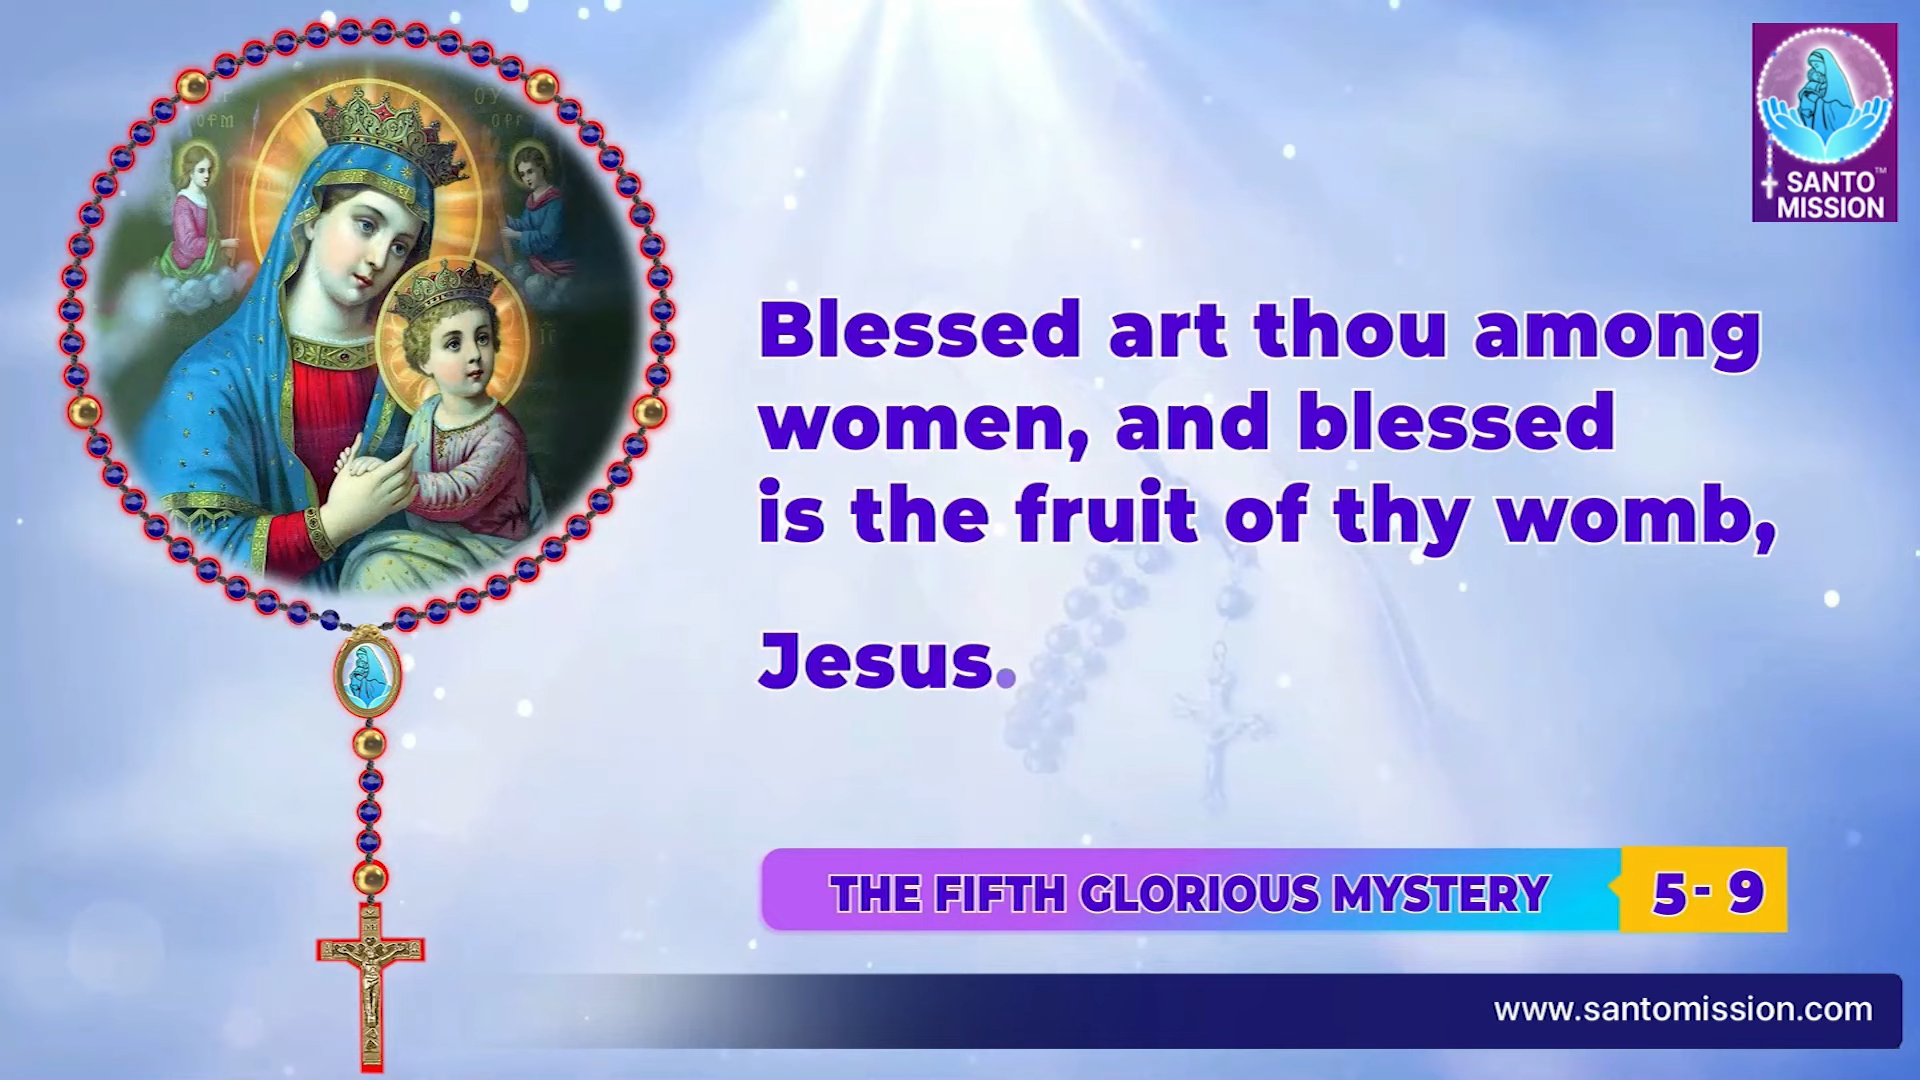 SANTO™
MISSION
Blessed art thou among
women, and blessed
is the fruit of thy womb,
Jesus.
THE FIFTH GLORIOUS MYSTERY
5- 9
www.santomission.com